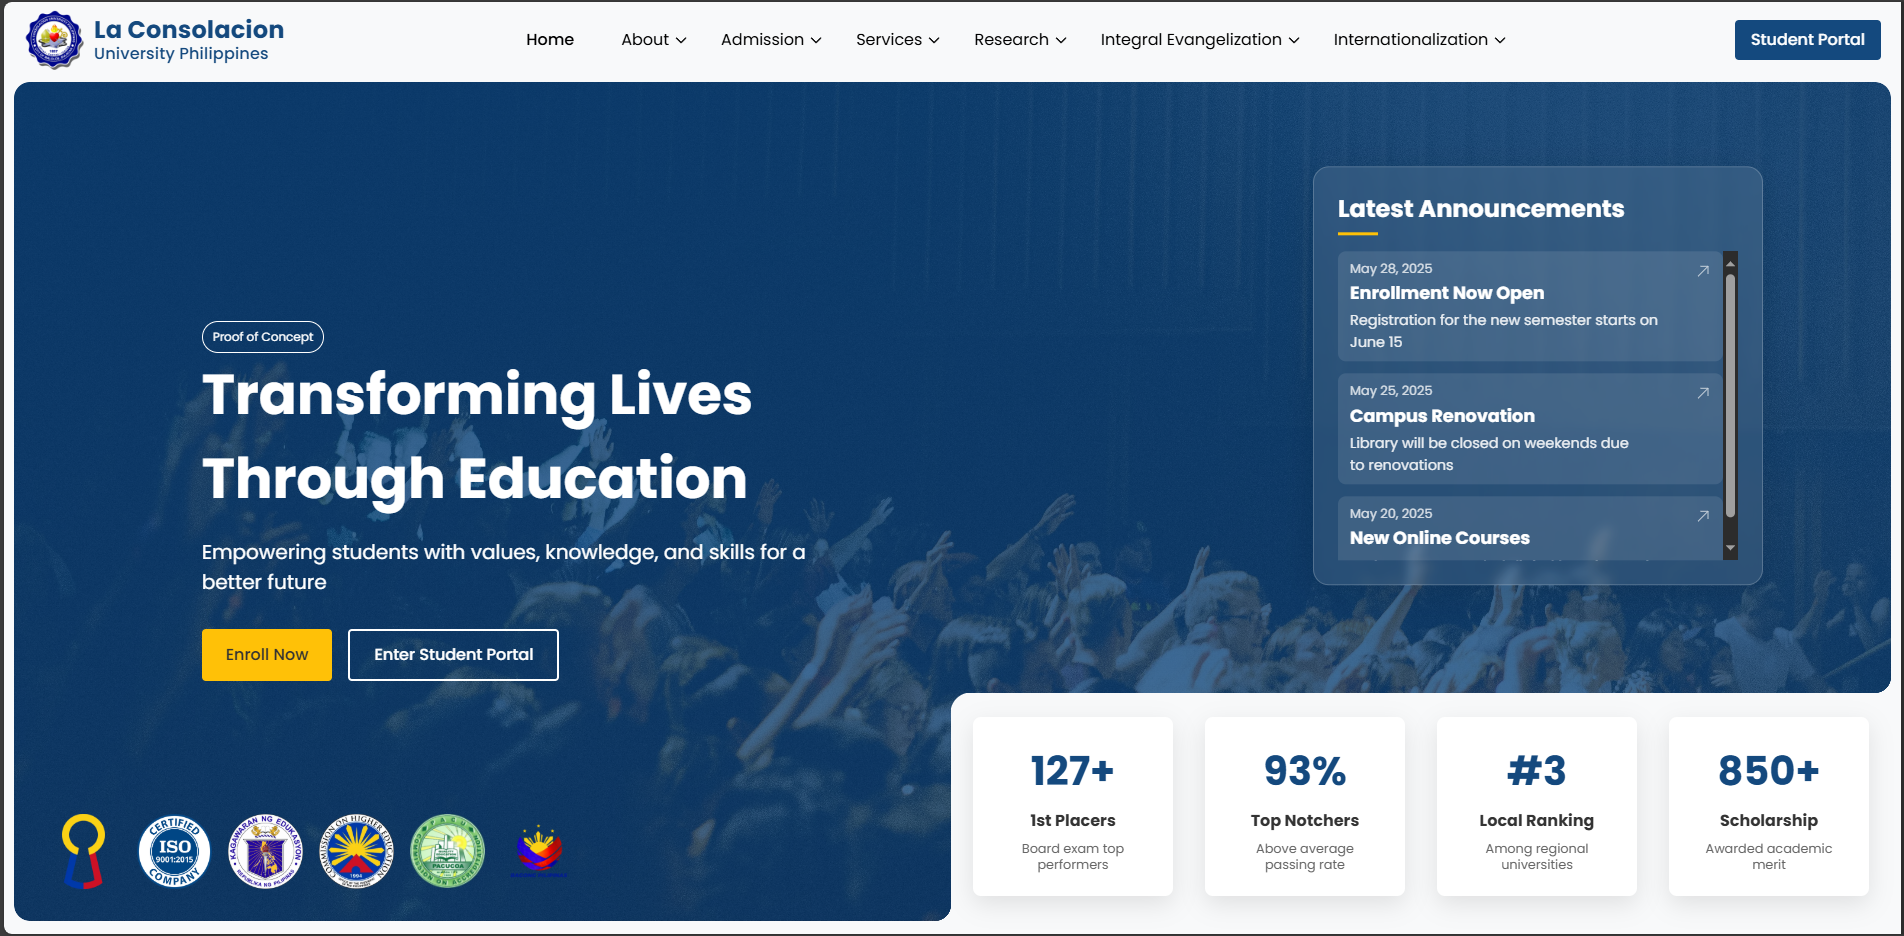 La Consolacion
University Philippines
Home
About
Admission
Services
Research
Integral Evangelization
Internationalization
Student Portal
Proof of Concept
Transforming Lives
Through Education
Empowering students with values, knowledge, and skills for a
better future
Enroll Now
Enter Student Portal
Latest Announcements
May 28, 2025
Enrollment Now Open
Registration for the new semester starts on
June 15
May 25, 2025
Campus Renovation
Library will be closed on weekends due
to renovations
May 20, 2025
New Online Courses
CERTIFIED
ISO
9001:2015
COMPANY
KAGAWARAN NG EDUKASYON
REPUBLIKA NG PILIPINAS
COMMISSION ON HIGHER EDUCATION
1994
PACU
PACUCOA
COMMISSION ON ACCREDITATION
127+
1st Placers
Board exam top
performers
93%
Top Notchers
Above average
passing rate
#3
Local Ranking
Among regional
universities
850+
Scholarship
Awarded academic
merit